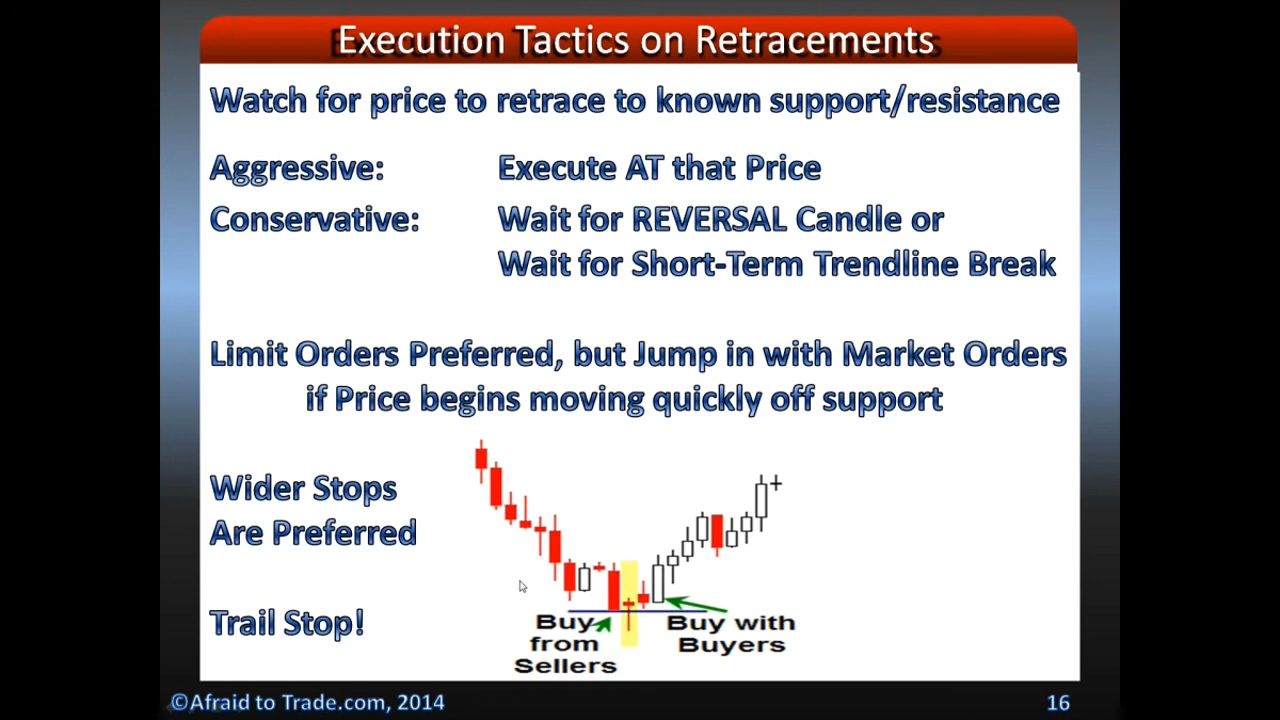 Execution Tactics on Retracements
Watch for price to retrace to known support/resistance
Aggressive: Execute AT that Price
Conservative: Wait for REVERSAL Candle or
Wait for Short-Term Trendline Break
Limit Orders Preferred, but Jump in with Market Orders
if Price begins moving quickly off support
Wider Stops
Are Preferred
Trail Stop!
Buy
from
Sellers
Buy with
Buyers
©Afraid to Trade.com, 2014
16